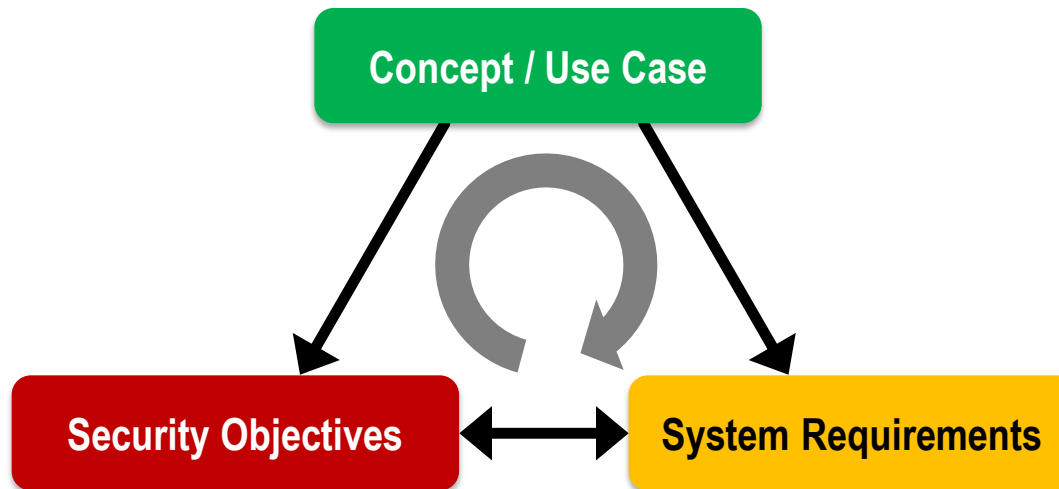 Concept / Use Case
Security Objectives
System Requirements